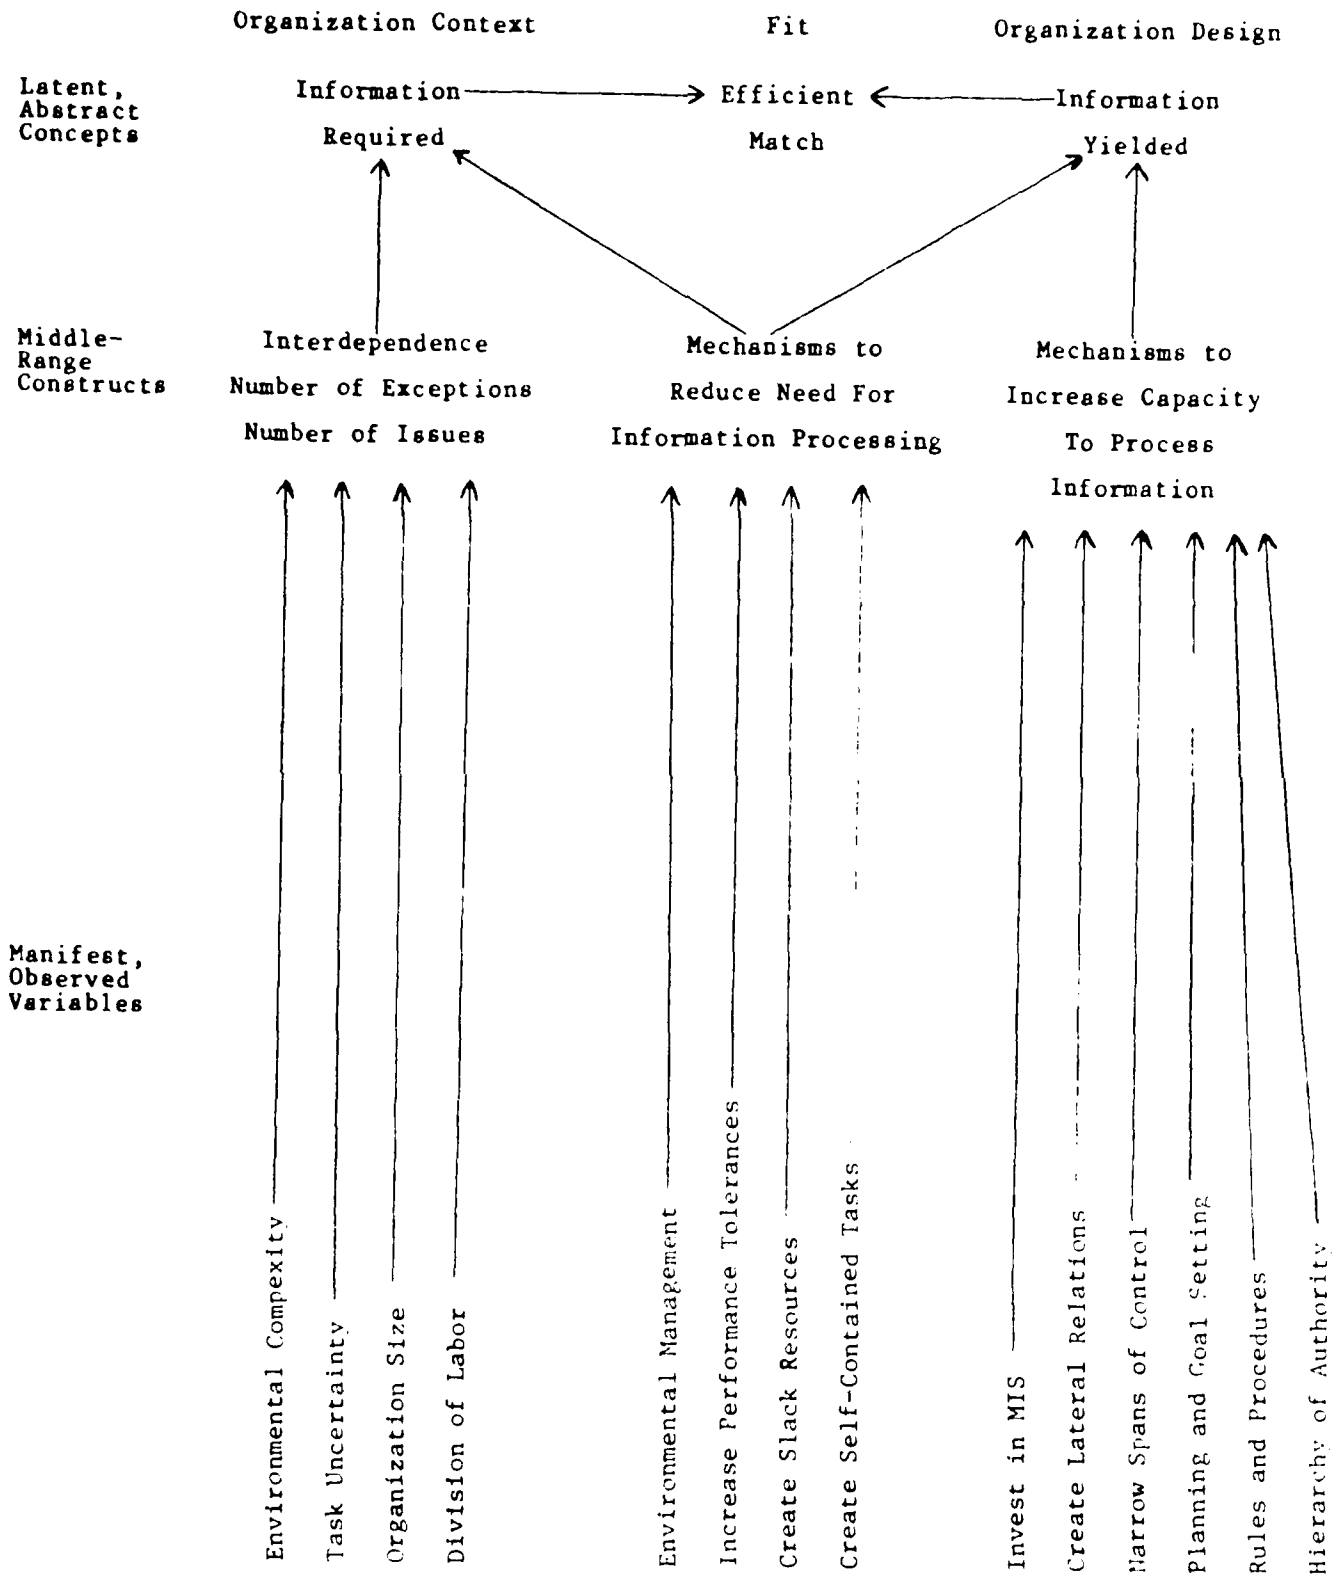 Organization Context
Fit
Organization Design
Latent,
Abstract
Concepts
Information
Required
Efficient
Match
Information
Yielded
Middle-
Range
Constructs
Interdependence
Number of Exceptions
Number of Issues
Mechanisms to
Reduce Need For
Information Processing
Mechanisms to
Increase Capacity
To Process
Information
Manifest,
Observed
Variables
Environmental Compexity
Task Uncertainty
Organization Size
Division of Labor
Environmental Management
Increase Performance Tolerances
Create Slack Resources
Create Self-Contained Tasks
Invest in MIS
Create Lateral Relations
Narrow Spans of Control
Planning and Goal Setting
Rules and Procedures
Hierarchy of Authority